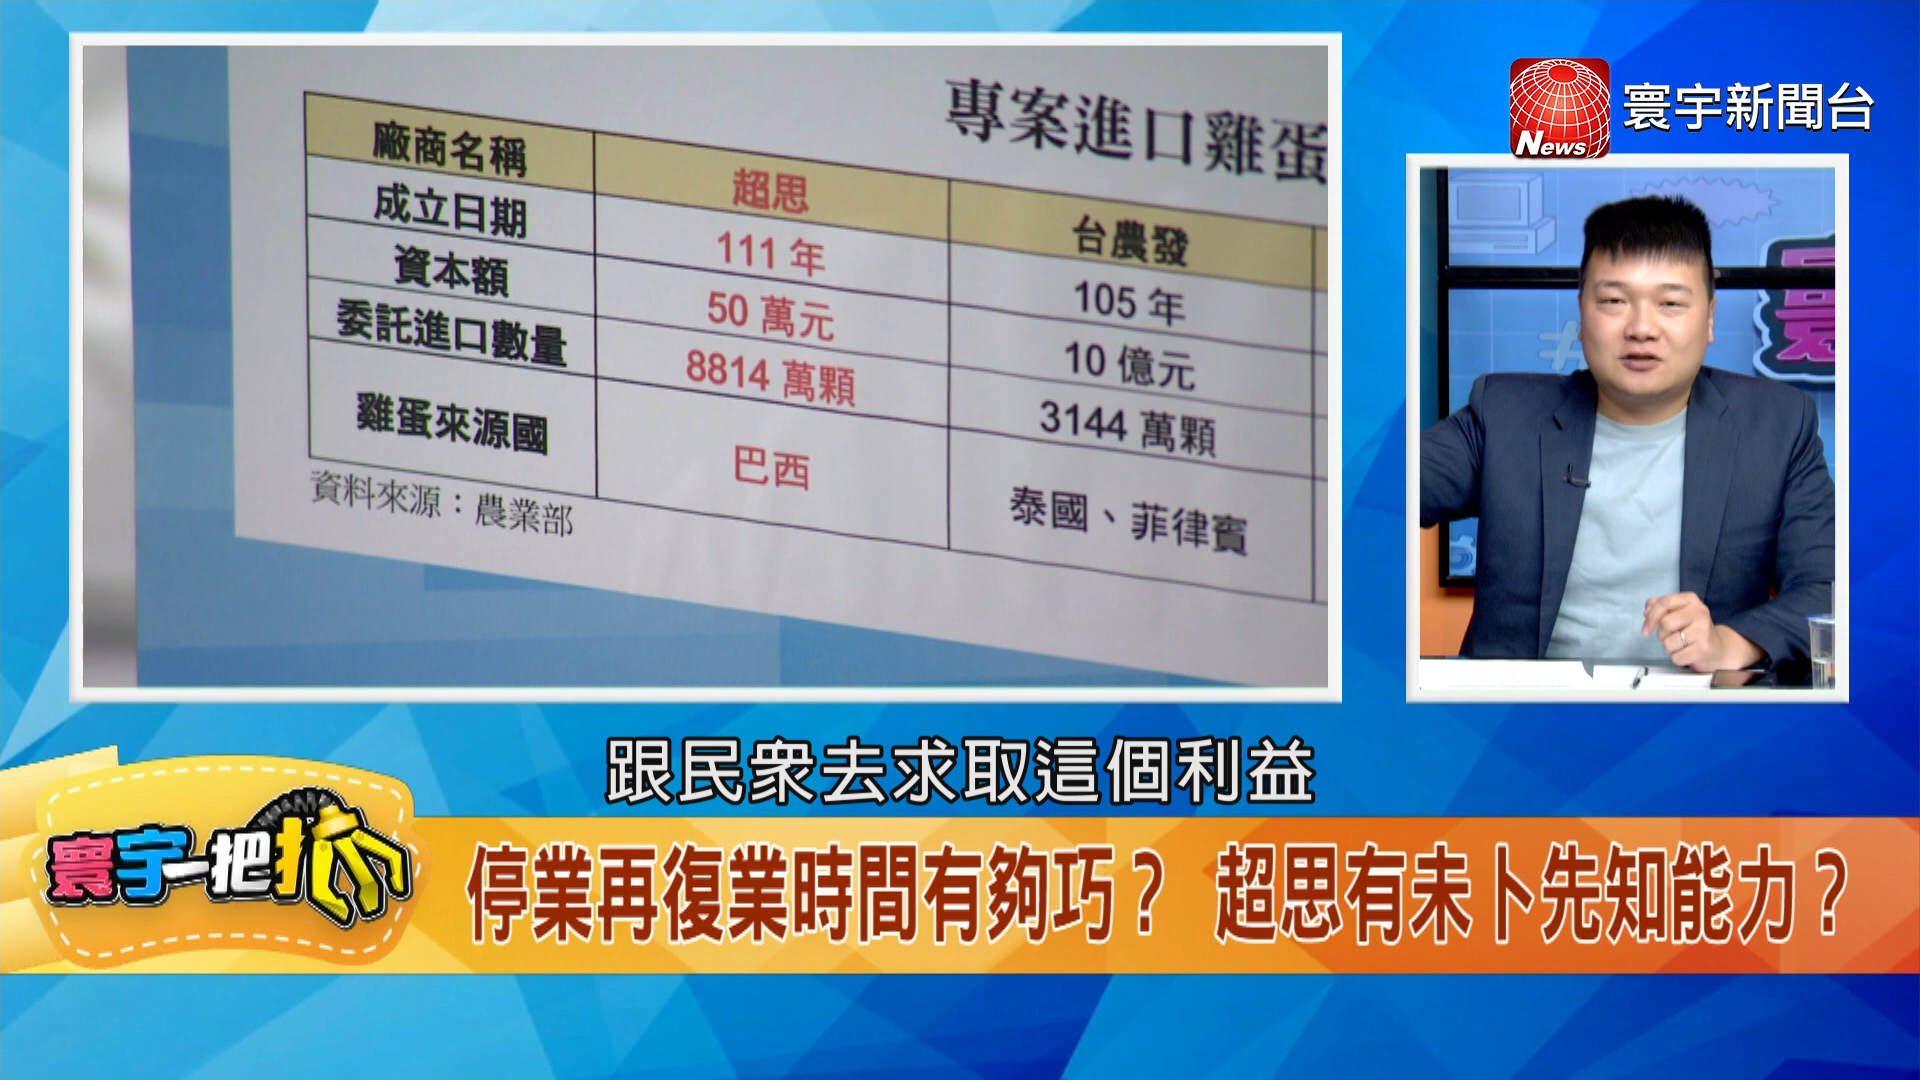 專案進口雞蛋
廠商名稱 超思 台農發
成立日期 111 年 105 年
資本額 50 萬元 10 億元
委託進口數量 8814 萬顆 3144 萬顆
雞蛋來源國 巴西 泰國、菲律賓
資料來源：農業部
News 寰宇新聞台
跟民眾去求取這個利益
寰宇一把抓
停業再復業時間有夠巧？ 超思有未卜先知能力？